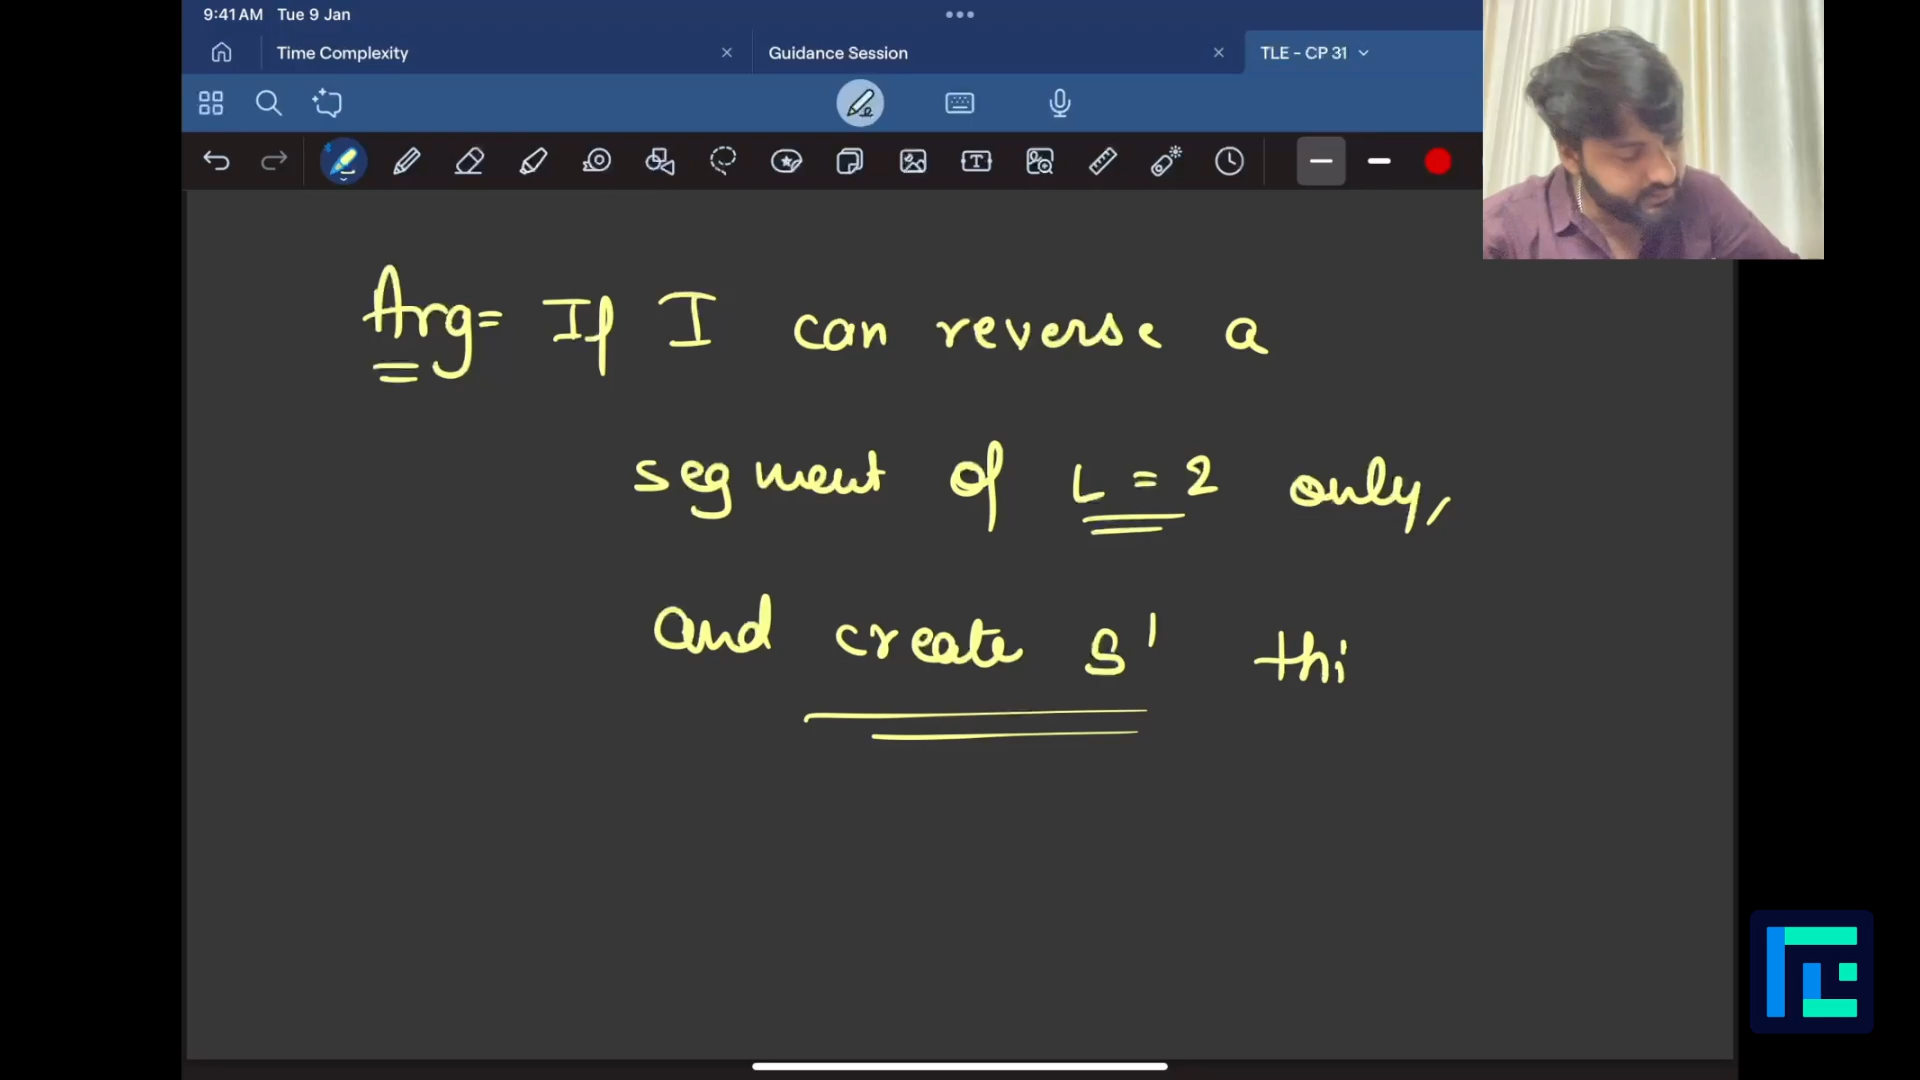 9:41 AM Tue 9 Jan
Time Complexity
Guidance Session
TLE - CP 31
Arg= If I can reverse a
segment of L = 2 only,
and create s' thi